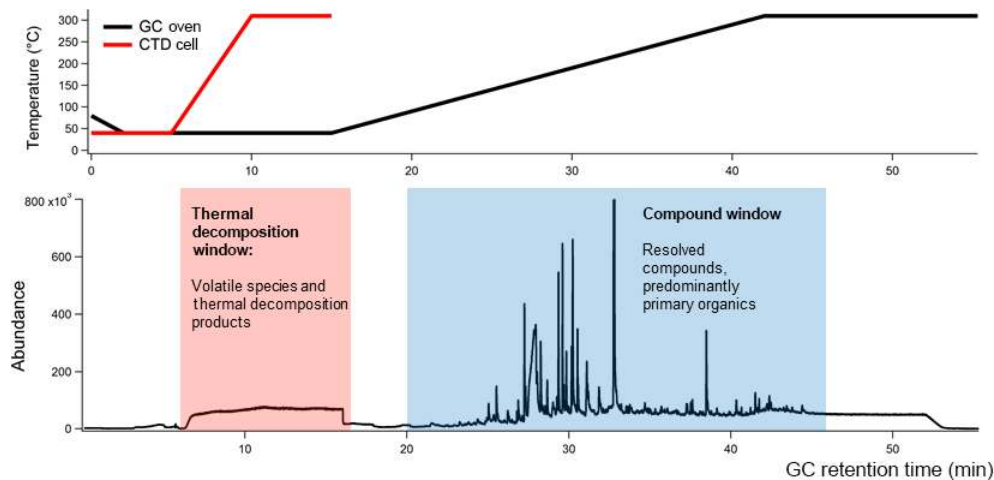 Temperature (°C)
300
250
200
150
100
50
0
GC oven
CTD cell
0 10 20 30 40 50
Abundance
800 x10³
600
400
200
0
Thermal
decomposition
window:
Volatile species and
thermal decomposition
products
Compound window
Resolved
compounds,
predominantly
primary organics
10 20 30 40 50
GC retention time (min)